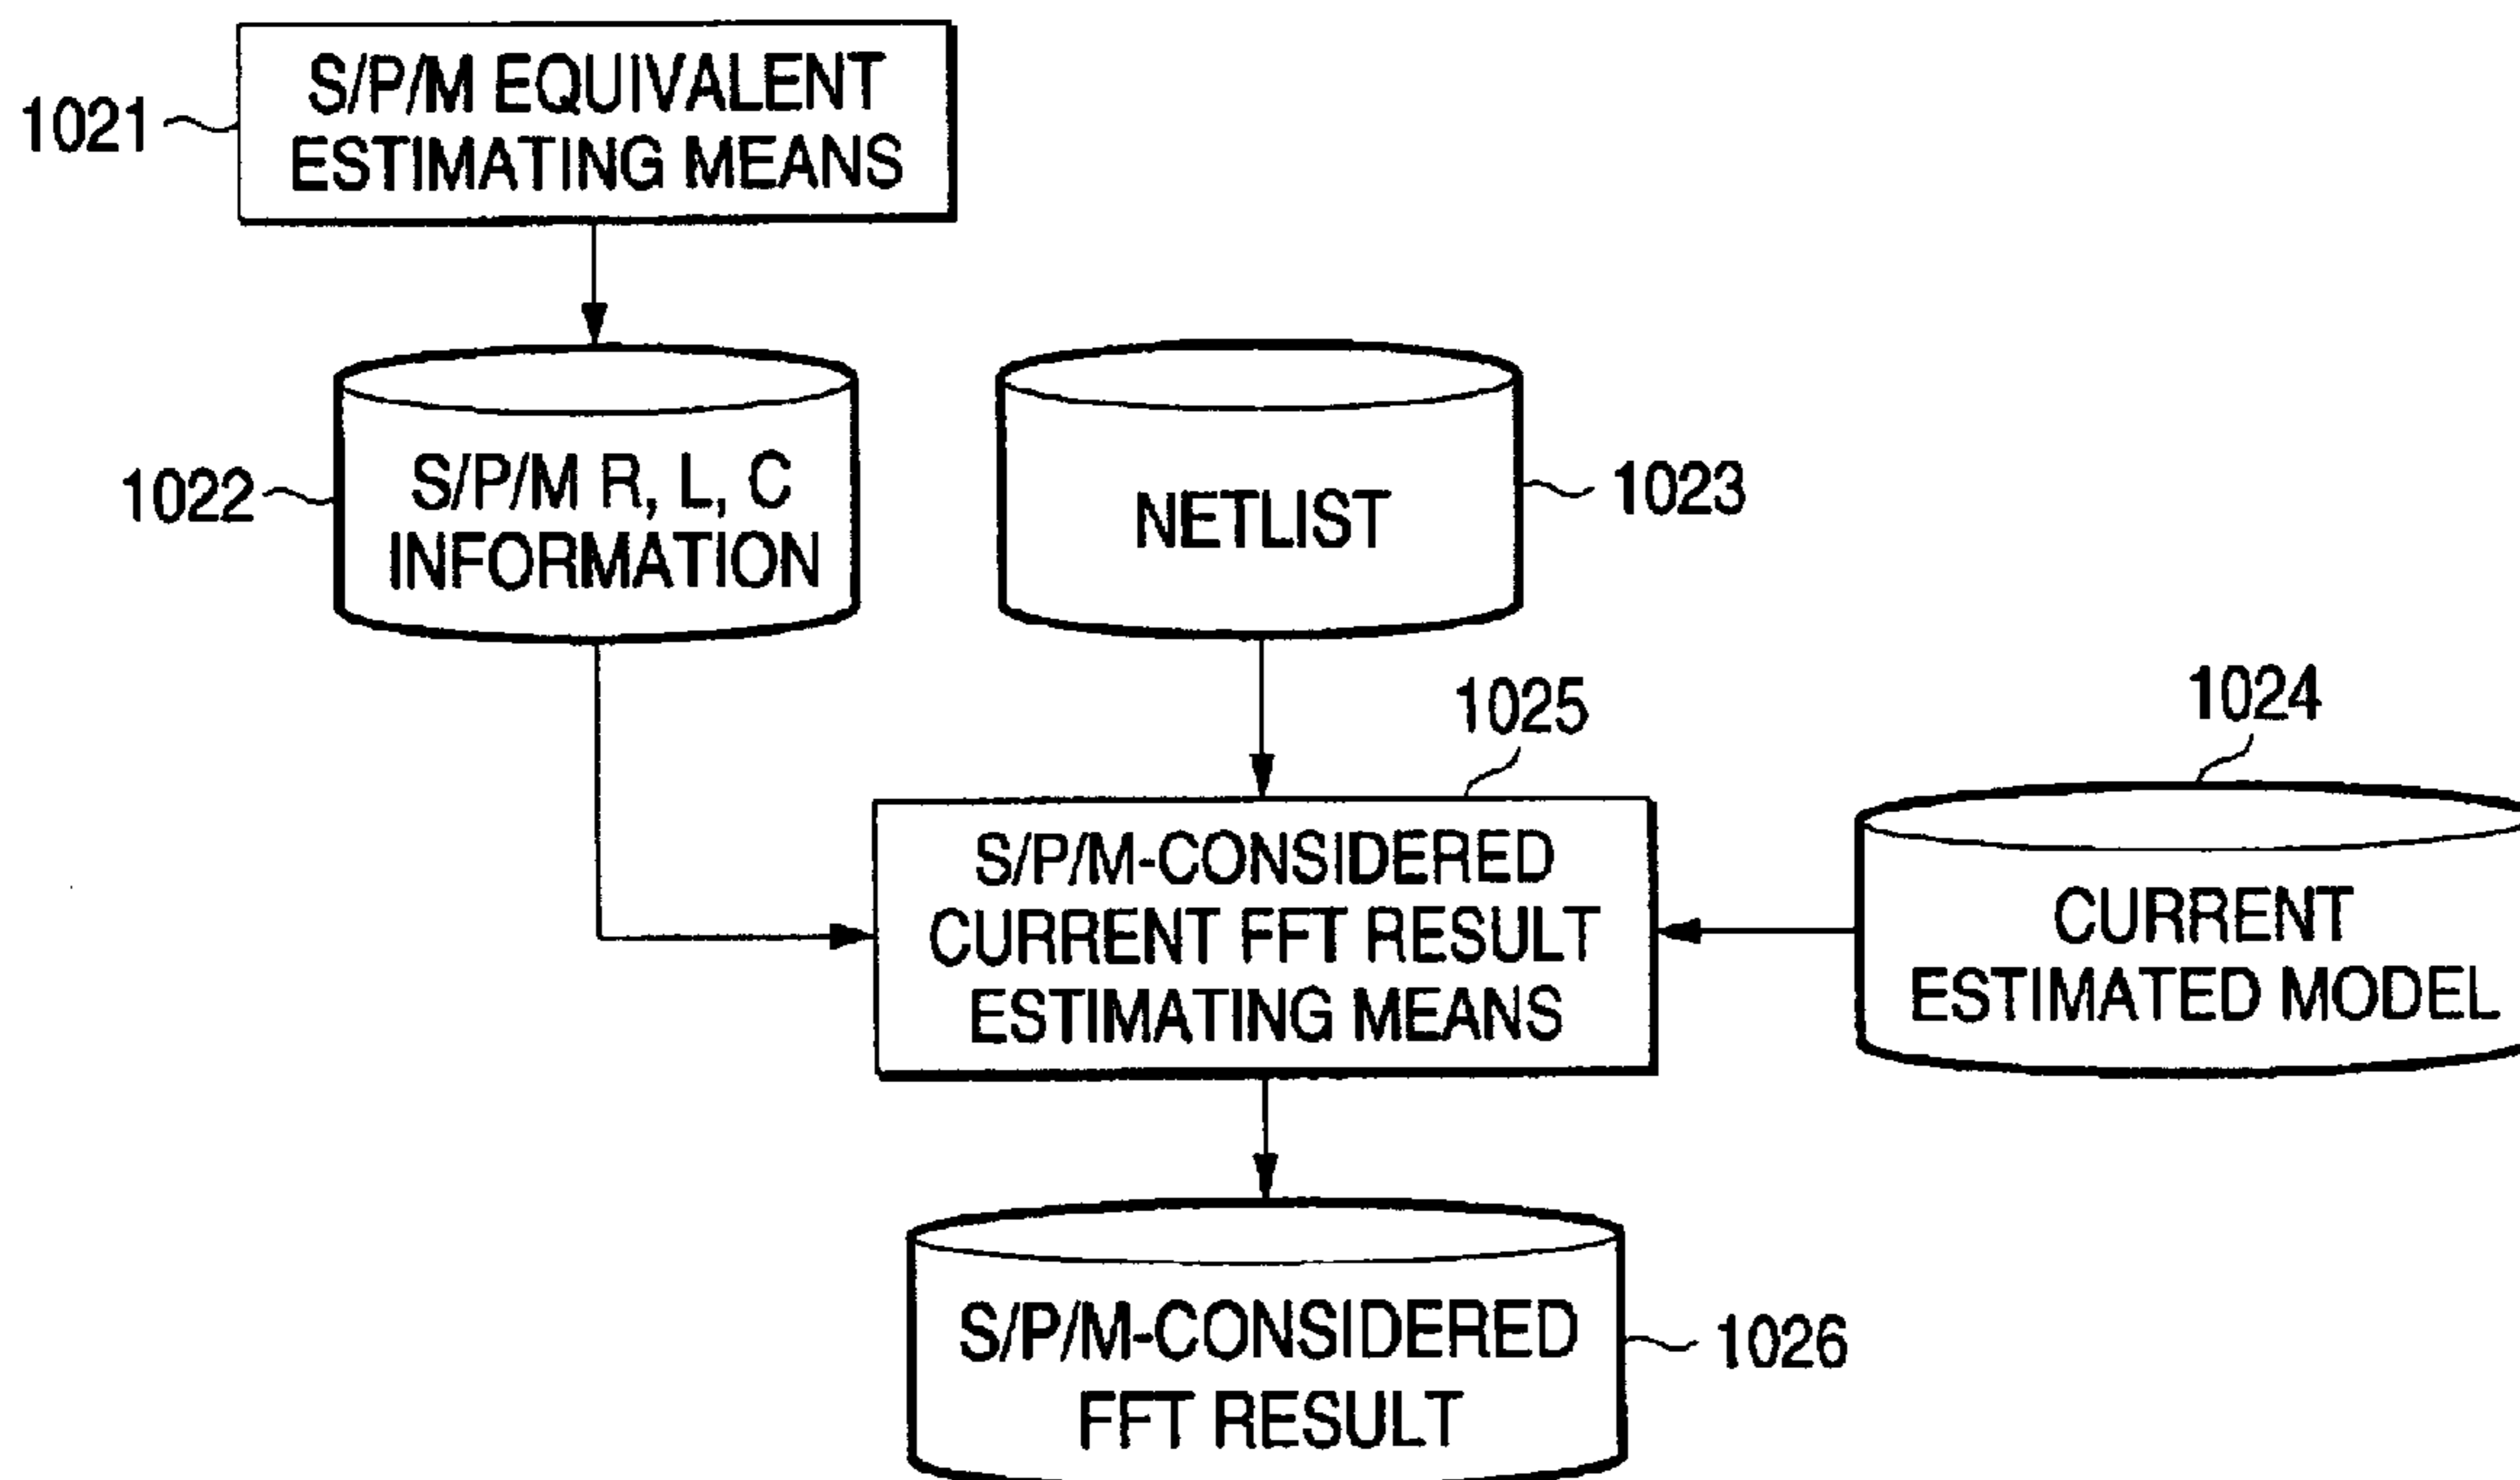 S/P/M EQUIVALENT
ESTIMATING MEANS
1021
S/P/M R, L, C
INFORMATION
1022
NETLIST
1023
1025
1024
S/P/M-CONSIDERED
CURRENT FFT RESULT
ESTIMATING MEANS
CURRENT
ESTIMATED MODEL
S/P/M-CONSIDERED
FFT RESULT
1026